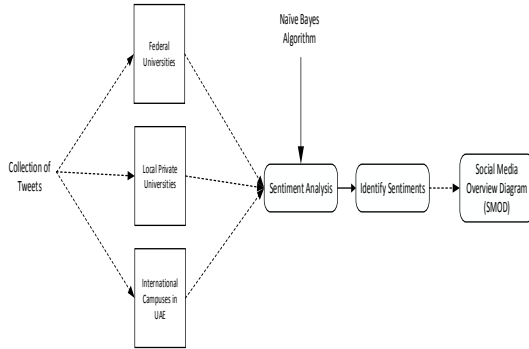 Collection of
Tweets
Federal
Universities
Local Private
Universities
International
Campuses in
UAE
Naïve Bayes
Algorithm
Sentiment Analysis
Identify Sentiments
Social Media
Overview Diagram
(SMOD)